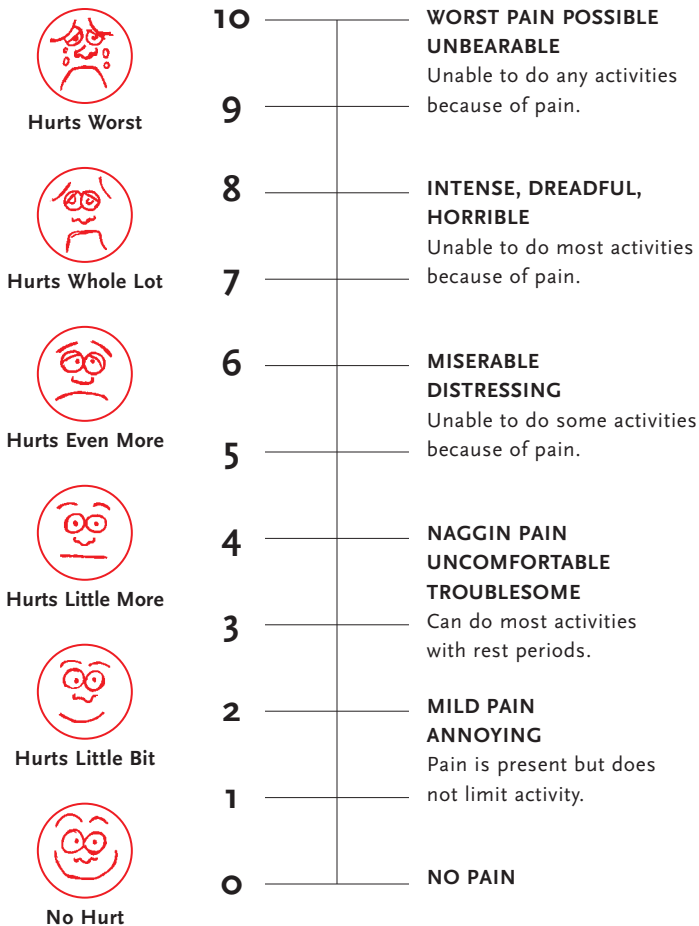 10
WORST PAIN POSSIBLE
UNBEARABLE
Unable to do any activities
9
because of pain.
Hurts Worst
8
INTENSE, DREADFUL,
HORRIBLE
Unable to do most activities
7
because of pain.
Hurts Whole Lot
6
MISERABLE
DISTRESSING
Unable to do some activities
Hurts Even More
5
because of pain.
4
NAGGIN PAIN
UNCOMFORTABLE
TROUBLESOME
Hurts Little More
3
Can do most activities
with rest periods.
2
MILD PAIN
ANNOYING
Hurts Little Bit
Pain is present but does
1
not limit activity.
0
NO PAIN
No Hurt